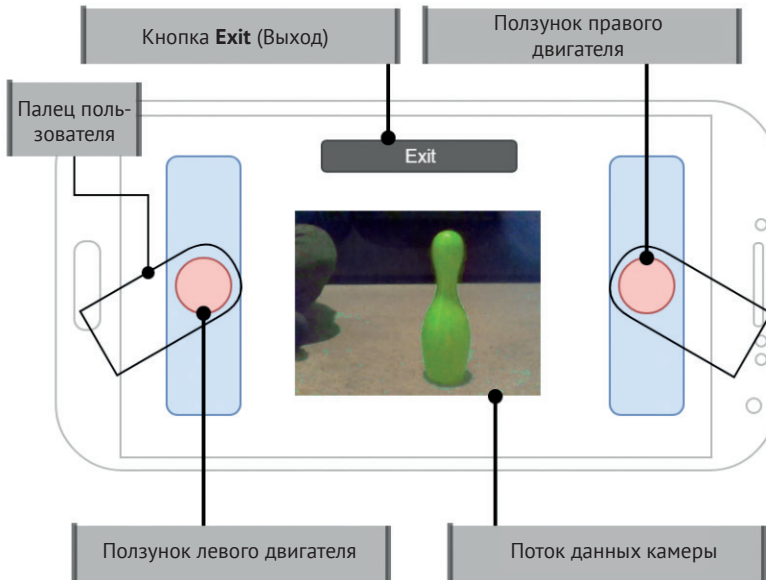 Кнопка Exit (Выход)
Ползунок правого
двигателя
Палец поль-
зователя
Exit
Ползунок левого двигателя
Поток данных камеры